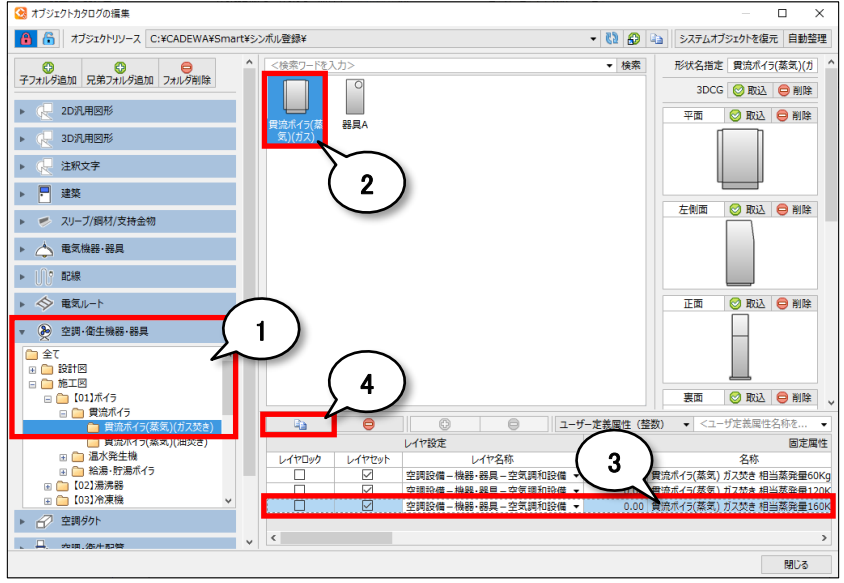 オブジェクトカタログの編集
オブジェクトリソース C:¥CADEWA¥Smart¥シンボル登録¥
システムオブジェクトを復元 自動整理
子フォルダ追加 兄弟フォルダ追加 フォルダ削除
<検索ワードを入力> 検索
形状名指定 貫流ボイラ(蒸気)(ガ
3DCG 取込 削除
2D汎用図形
3D汎用図形
注釈文字
建築
スリーブ/鋼材/支持金物
電気機器・器具
配線
電気ルート
空調・衛生機器・器具
全て
設計図
施工図
【01】ボイラ
貫流ボイラ
貫流ボイラ(蒸気)(ガス焚き)
貫流ボイラ(蒸気)(油焚き)
温水発生機
給湯・貯湯ボイラ
【02】湯沸器
【03】冷凍機
空調ダクト
空調・衛生配管
貫流ボイラ(蒸
気)(ガス)
器具A
1
2
3
4
平面 取込 削除
左側面 取込 削除
正面 取込 削除
裏面 取込 削除
ユーザー定義属性（整数） <ユーザ定義属性名称を...
レイヤ設定 固定属性
レイヤロック レイヤセット レイヤ名称 名称
空調設備－機器・器具－空気調和設備 貫流ボイラ(蒸気) ガス焚き 相当蒸発量60Kg
空調設備－機器・器具－空気調和設備 0.00 貫流ボイラ(蒸気) ガス焚き 相当蒸発量120K
空調設備－機器・器具－空気調和設備 0.00 貫流ボイラ(蒸気) ガス焚き 相当蒸発量160K
閉じる